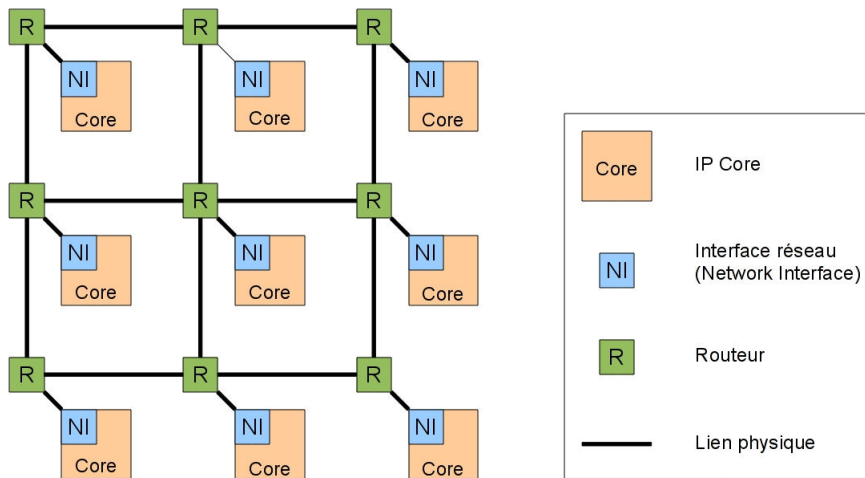 R R R
NI NI NI
Core Core Core
R R R
NI NI NI
Core Core Core
R R R
NI NI NI
Core Core Core
Core IP Core
Interface réseau
NI (Network Interface)
R Routeur
Lien physique